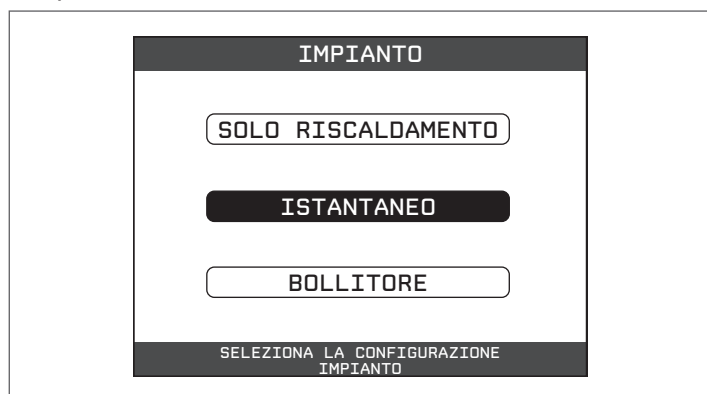 IMPIANTO
SOLO RISCALDAMENTO
ISTANTANEO
BOLLITORE
SELEZIONA LA CONFIGURAZIONE
IMPIANTO